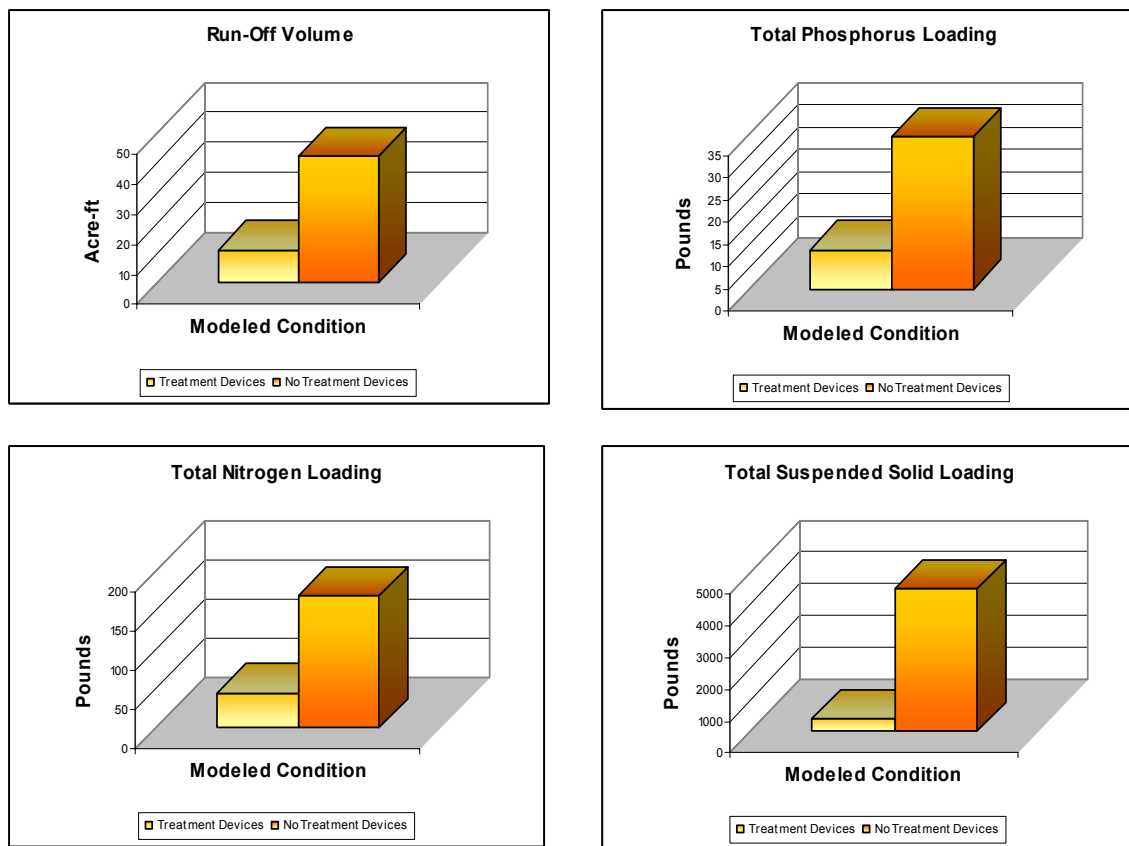 Run-Off Volume
50
40
30
20
10
0
Acre-ft
Modeled Condition
Treatment Devices No Treatment Devices
Total Phosphorus Loading
35
30
25
20
15
10
5
0
Pounds
Modeled Condition
Treatment Devices No Treatment Devices
Total Nitrogen Loading
200
150
100
50
0
Pounds
Modeled Condition
Treatment Devices No Treatment Devices
Total Suspended Solid Loading
5000
4000
3000
2000
1000
0
Pounds
Modeled Condition
Treatment Devices No Treatment Devices